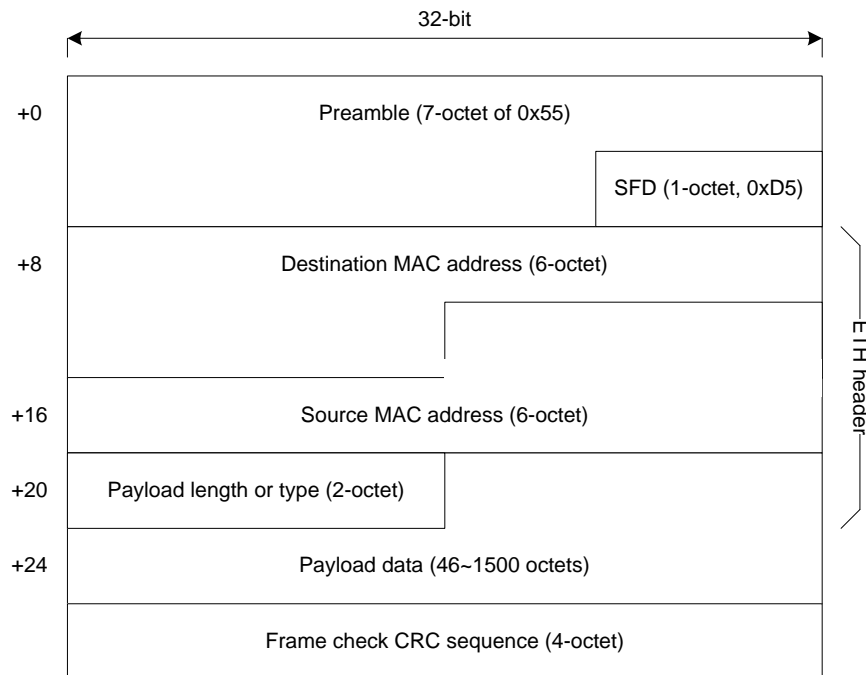 32-bit
+0
Preamble (7-octet of 0x55)
SFD (1-octet, 0xD5)
+8
Destination MAC address (6-octet)
ETH header
+16
Source MAC address (6-octet)
+20
Payload length or type (2-octet)
+24
Payload data (46~1500 octets)
Frame check CRC sequence (4-octet)